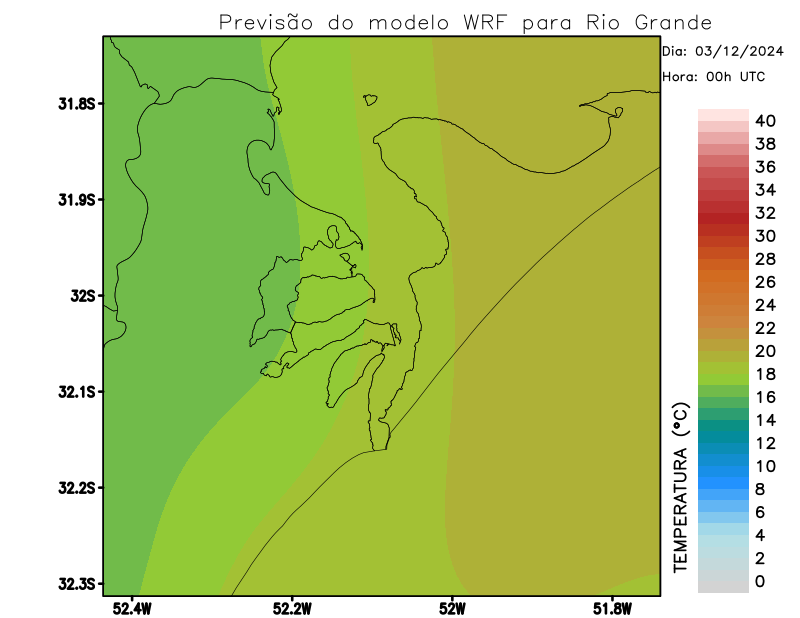 Previsão do modelo WRF para Rio Grande
Dia: 03/12/2024
Hora: 00h UTC
31.8S
31.9S
32S
32.1S
32.2S
32.3S
52.4W
52.2W
52W
51.8W
TEMPERATURA (°C)
40
38
36
34
32
30
28
26
24
22
20
18
16
14
12
10
8
6
4
2
0